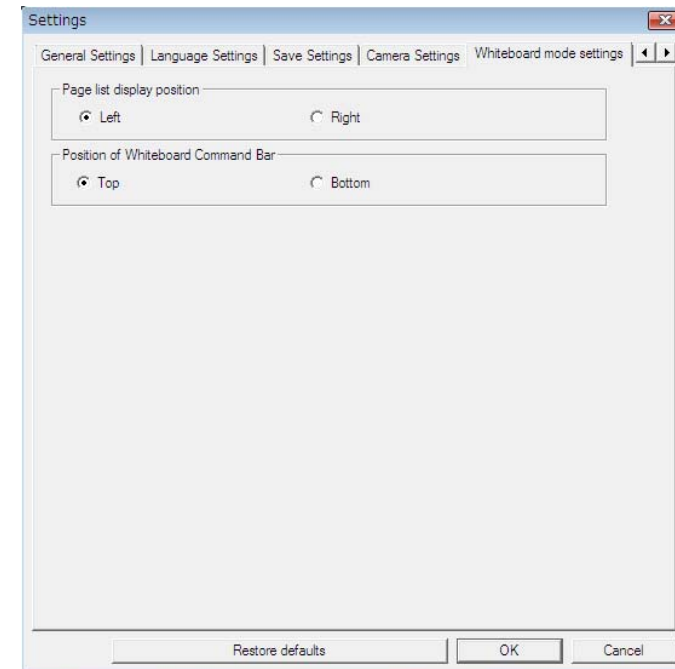 Settings
General Settings Language Settings Save Settings Camera Settings Whiteboard mode settings
Page list display position
Left Right
Position of Whiteboard Command Bar
Top Bottom
Restore defaults OK Cancel